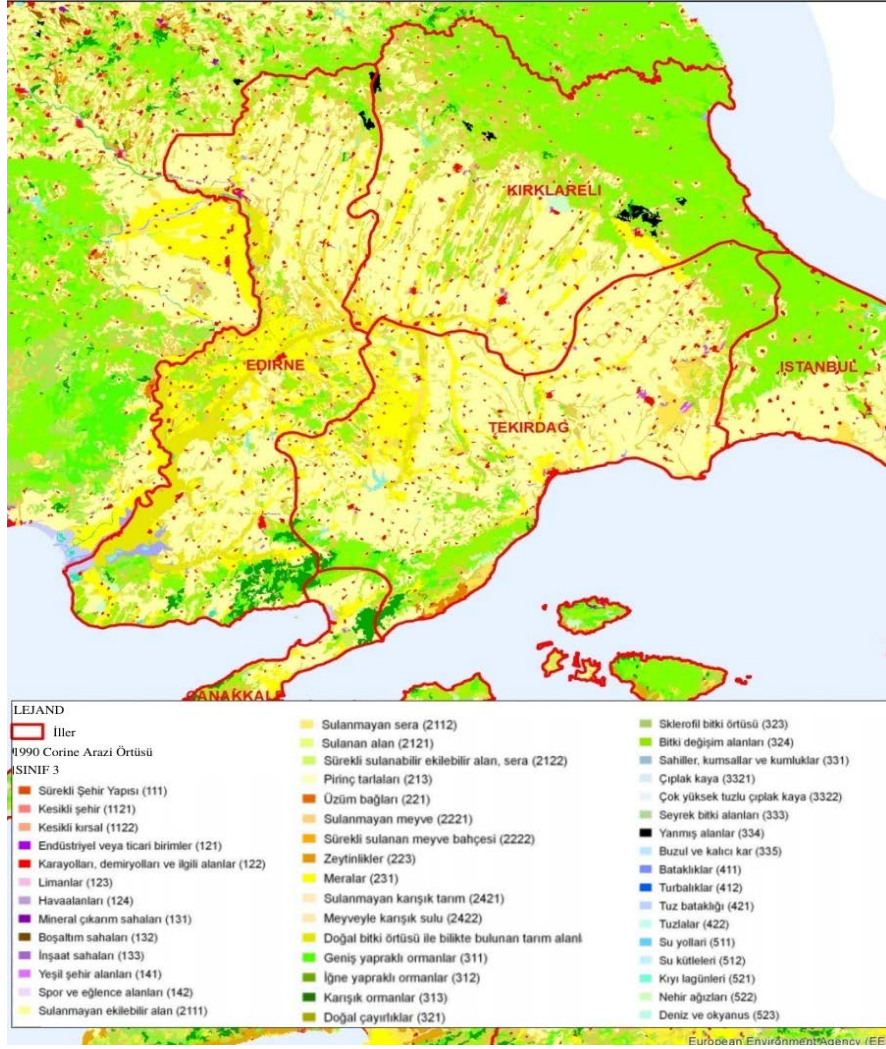 KIRKLARELİ
EDİRNE
İSTANBUL
TEKİRDAĞ
ÇANAKKALE
LEJAND
İller
1990 Corine Arazi Örtüsü
SINIF 3
Sürekli Şehir Yapısı (111)
Kesikli şehir (1121)
Kesikli kırsal (1122)
Endüstriyel veya ticari birimler (121)
Karayolları, demiryolları ve ilgili alanlar (122)
Limanlar (123)
Havaalanları (124)
Mineral çıkarım sahaları (131)
Boşaltım sahaları (132)
İnşaat sahaları (133)
Yeşil şehir alanları (141)
Spor ve eğlence alanları (142)
Sulanmayan ekilebilir alan (2111)
Sulanmayan sera (2112)
Sulanan alan (2121)
Sürekli sulanabilir ekilebilir alan, sera (2122)
Pirinç tarlaları (213)
Üzüm bağları (221)
Sulanmayan meyve (2221)
Sürekli sulanan meyve bahçesi (2222)
Zeytinlikler (223)
Meralar (231)
Sulanmayan karışık tarım (2421)
Meyveyle karışık sulu (2422)
Doğal bitki örtüsü ile bilikte bulunan tarım alanl
Geniş yapraklı ormanlar (311)
İğne yapraklı ormanlar (312)
Karışık ormanlar (313)
Doğal çayırlıklar (321)
Sklerofil bitki örtüsü (323)
Bitki değişim alanları (324)
Sahiller, kumsallar ve kumluklar (331)
Çıplak kaya (3321)
Çok yüksek tuzlu çıplak kaya (3322)
Seyrek bitki alanları (333)
Yanmış alanlar (334)
Buzul ve kalıcı kar (335)
Bataklıklar (411)
Turbalıklar (412)
Tuz bataklığı (421)
Tuzlalar (422)
Su yollari (511)
Su kütleleri (512)
Kıyı lagünleri (521)
Nehir ağızları (522)
Deniz ve okyanus (523)
European Environment Agency (EE